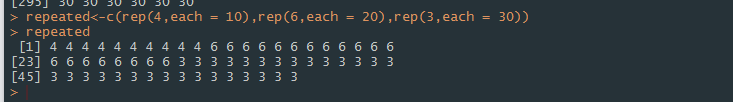 [295] 30 30 30 30 30 30
> repeated<-c(rep(4,each = 10),rep(6,each = 20),rep(3,each = 30))
> repeated
[1] 4 4 4 4 4 4 4 4 4 4 6 6 6 6 6 6 6 6 6 6 6 6
[23] 6 6 6 6 6 6 6 6 3 3 3 3 3 3 3 3 3 3 3 3 3 3
[45] 3 3 3 3 3 3 3 3 3 3 3 3 3 3 3 3
>